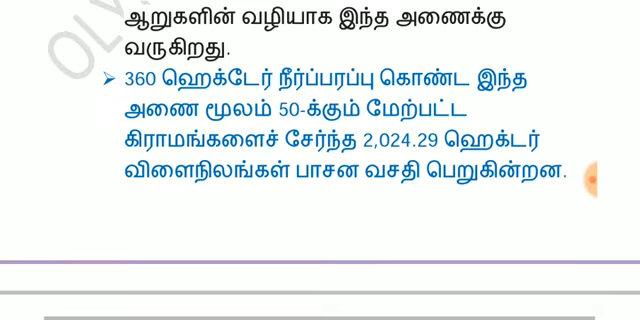 ஆறுகளின் வழியாக இந்த அணைக்கு
வருகிறது.
➢ 360 ஹெக்டேர் நீர்ப்பரப்பு கொண்ட இந்த
அணை மூலம் 50-க்கும் மேற்பட்ட
கிராமங்களைச் சேர்ந்த 2,024.29 ஹெக்டர்
விளைநிலங்கள் பாசன வசதி பெறுகின்றன.